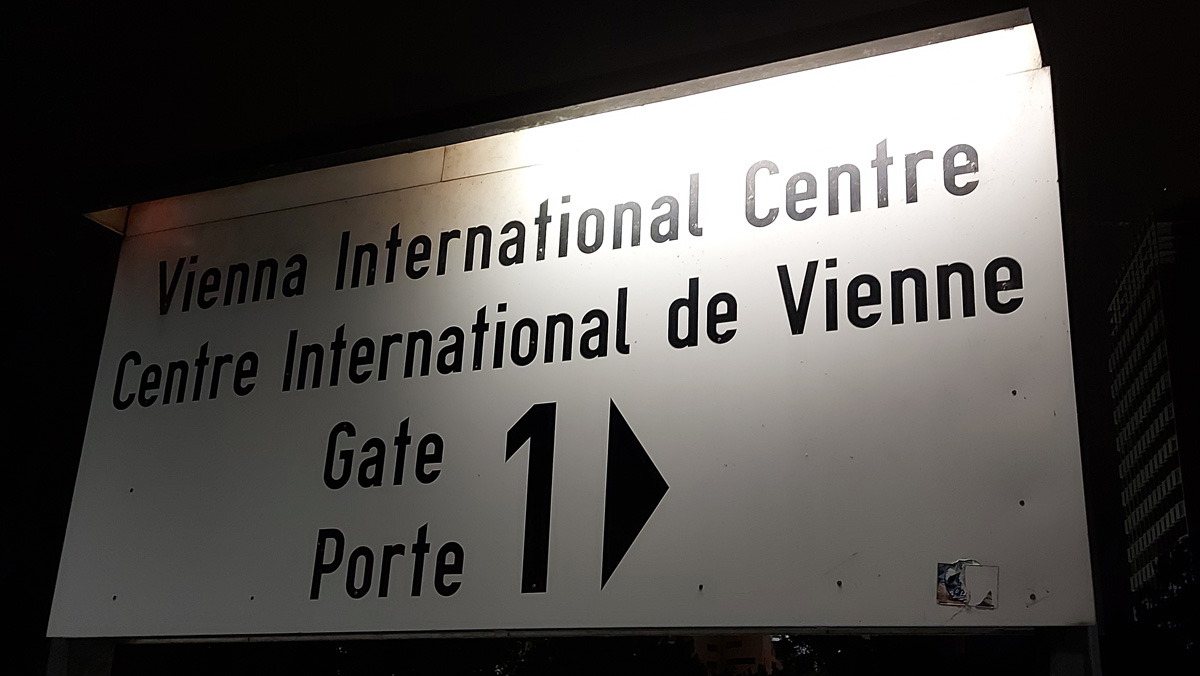 Vienna International Centre
Centre International de Vienne
Gate 1
Porte